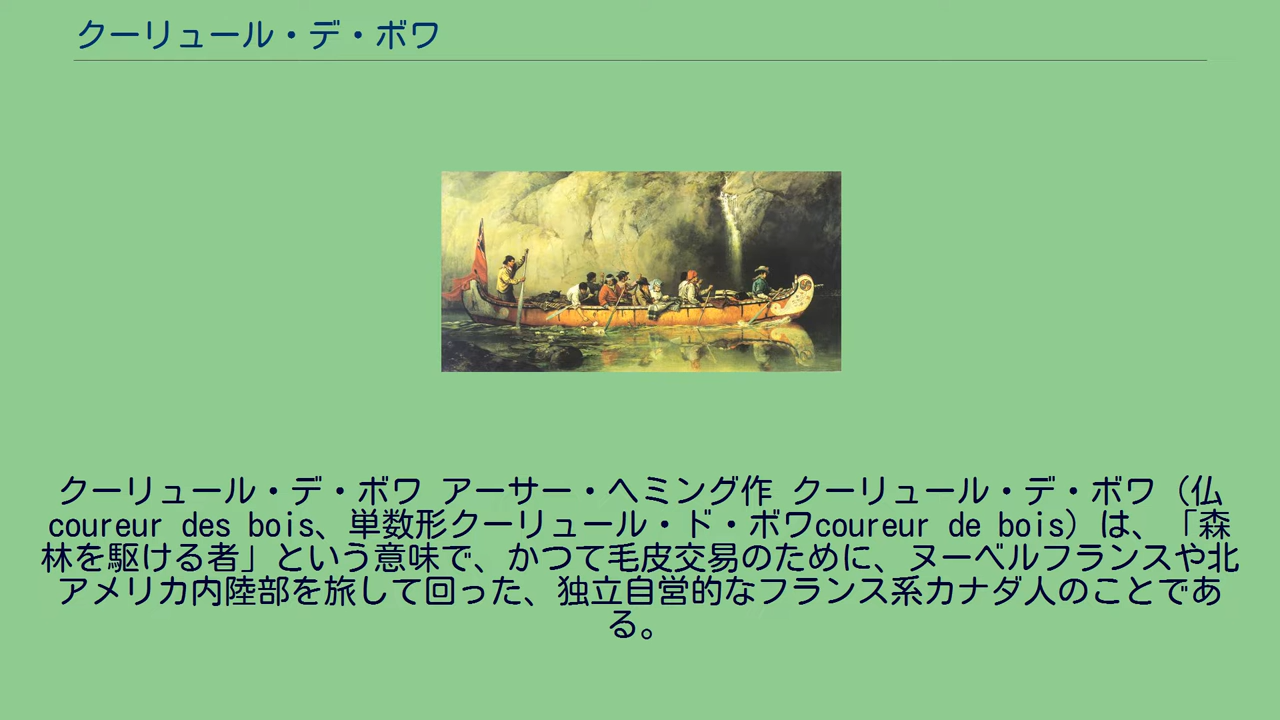 クーリュール・デ・ボワ
クーリュール・デ・ボワ アーサー・ヘミング作 クーリュール・デ・ボワ（仏
coureur des bois、単数形クーリュール・ド・ボワcoureur de bois）は、「森
林を駆ける者」という意味で、かつて毛皮交易のために、ヌーベルフランスや北
アメリカ内陸部を旅して回った、独立自営的なフランス系カナダ人のことであ
る。